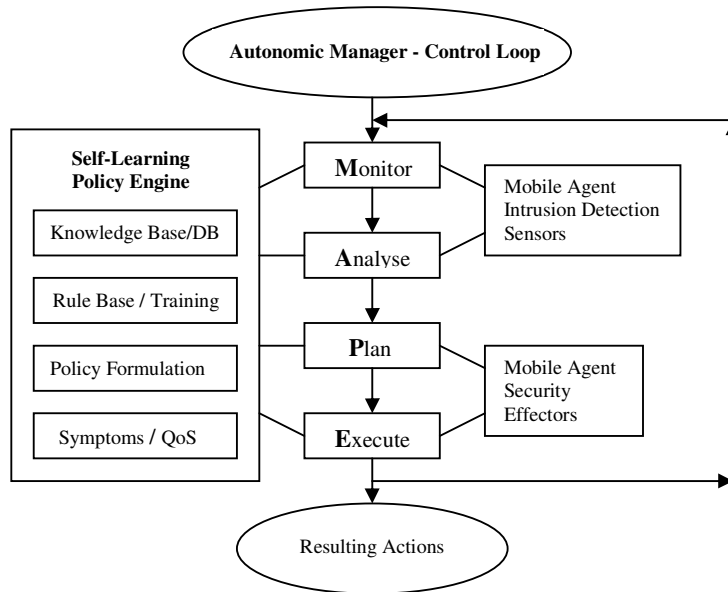 Autonomic Manager - Control Loop
Self-Learning
Policy Engine
Knowledge Base/DB
Rule Base / Training
Policy Formulation
Symptoms / QoS
Monitor
Analyse
Plan
Execute
Mobile Agent
Intrusion Detection
Sensors
Mobile Agent
Security
Effectors
Resulting Actions